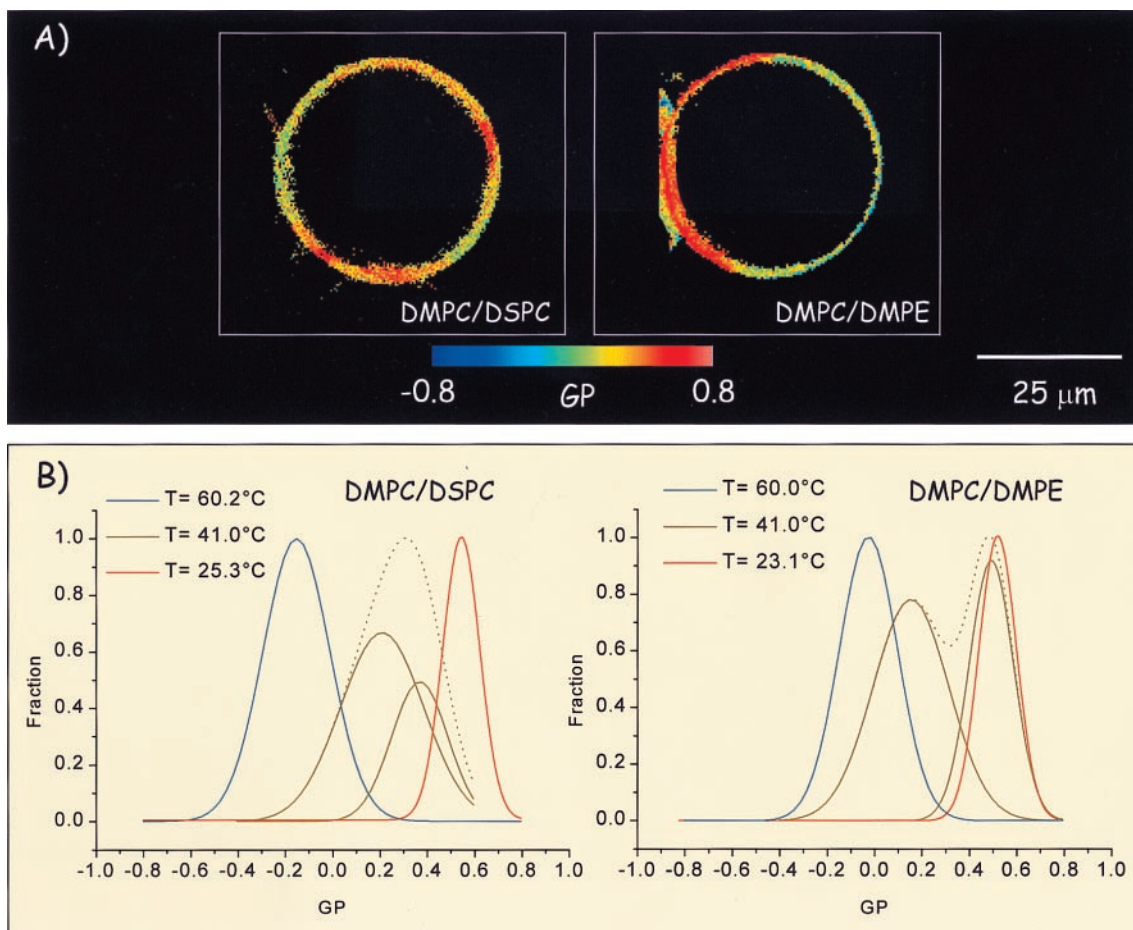 A)
DMPC/DSPC
DMPC/DMPE
-0.8 GP 0.8
25 μm
B)
DMPC/DSPC
T= 60.2°C
T= 41.0°C
T= 25.3°C
1.0
0.8
0.6
0.4
0.2
0.0
Fraction
-1.0 -0.8 -0.6 -0.4 -0.2 0.0 0.2 0.4 0.6 0.8 1.0
GP
DMPC/DMPE
T= 60.0°C
T= 41.0°C
T= 23.1°C
1.0
0.8
0.6
0.4
0.2
0.0
Fraction
-1.0 -0.8 -0.6 -0.4 -0.2 0.0 0.2 0.4 0.6 0.8 1.0
GP